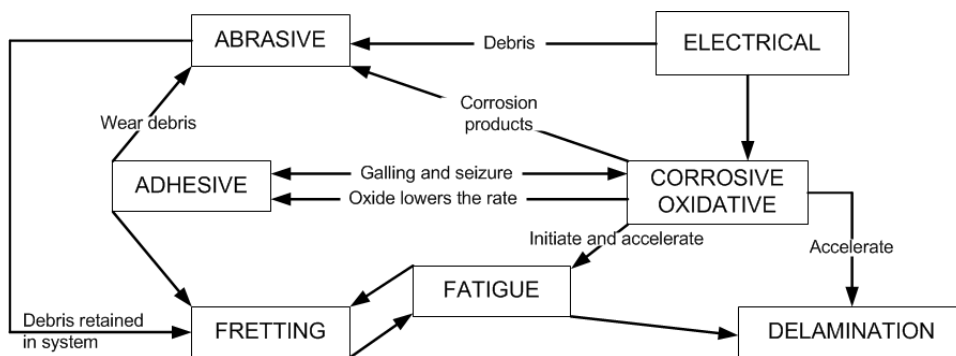 ABRASIVE
Debris
ELECTRICAL
Corrosion
products
Wear debris
ADHESIVE
Galling and seizure
Oxide lowers the rate
CORROSIVE
OXIDATIVE
Initiate and accelerate
Accelerate
FATIGUE
Debris retained
in system
FRETTING
DELAMINATION